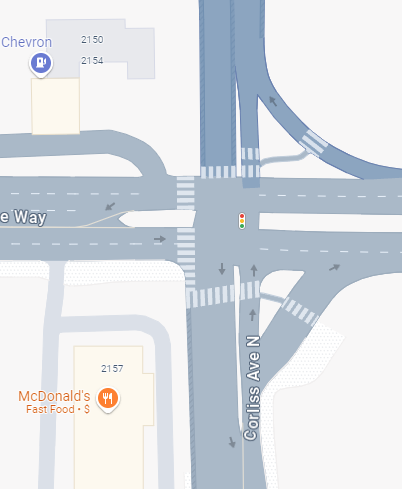 Chevron
2150
2154
e Way
2157
McDonald's
Fast Food • $
Corliss Ave N